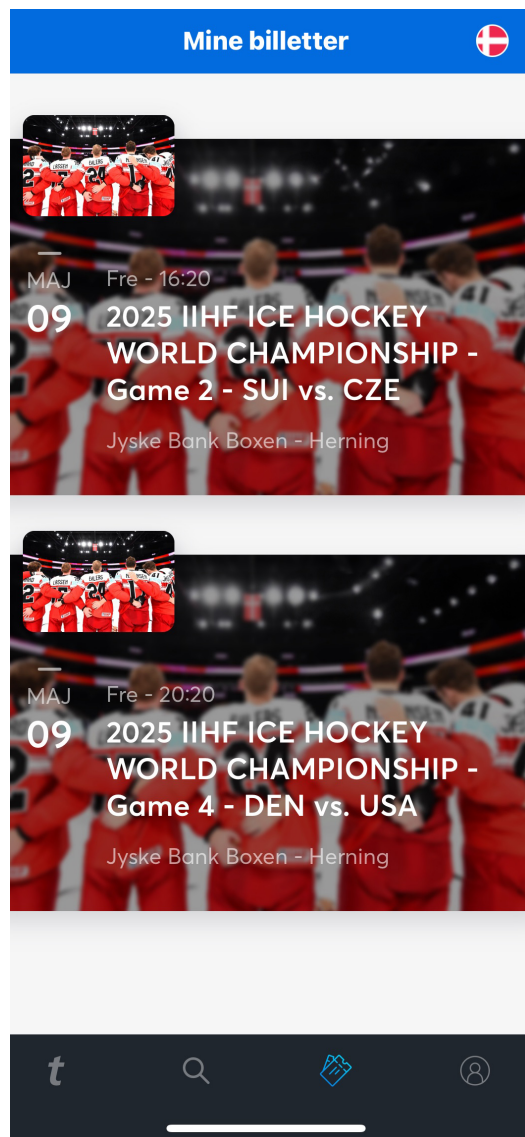 Mine billetter
MAJ
09
Fre - 16:20
2025 IIHF ICE HOCKEY
WORLD CHAMPIONSHIP -
Game 2 - SUI vs. CZE
Jyske Bank Boxen - Herning
MAJ
09
Fre - 20:20
2025 IIHF ICE HOCKEY
WORLD CHAMPIONSHIP -
Game 4 - DEN vs. USA
Jyske Bank Boxen - Herning
t